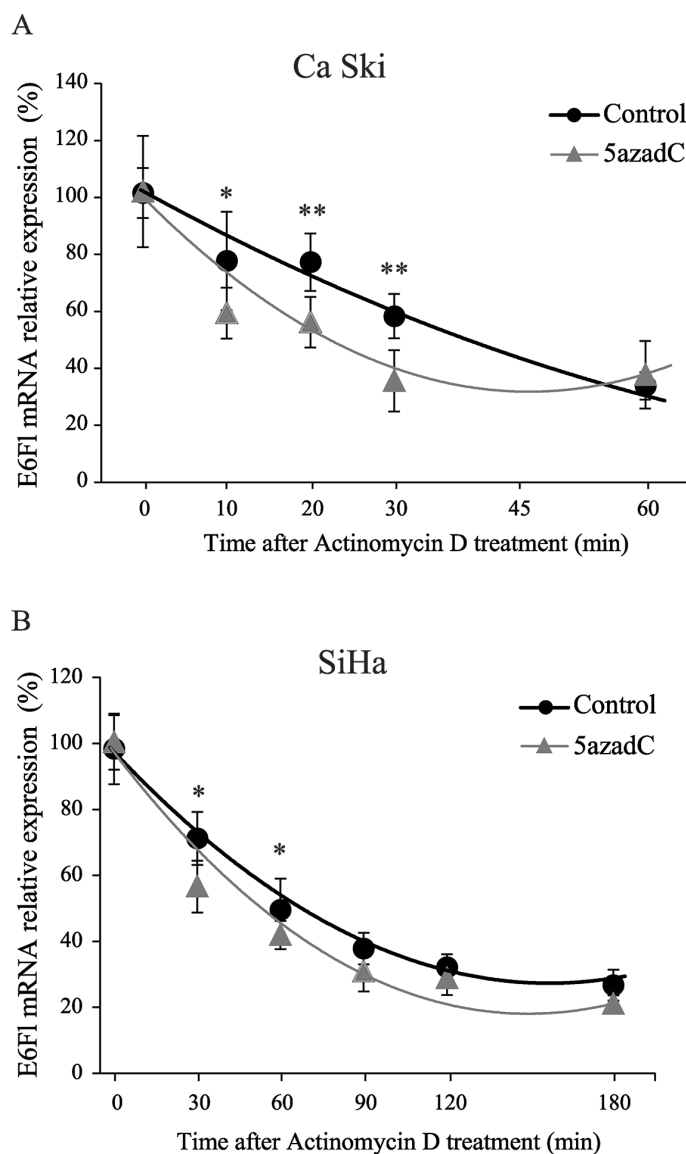 A
Ca Ski
140
120
100
80
60
40
20
0
E6Fl mRNA relative expression (%)
Control
5azadC
*
**
**
0 10 20 30 45 60
Time after Actinomycin D treatment (min)
B
SiHa
120
100
80
60
40
20
0
E6Fl mRNA relative expression (%)
Control
5azadC
*
*
0 30 60 90 120 180
Time after Actinomycin D treatment (min)